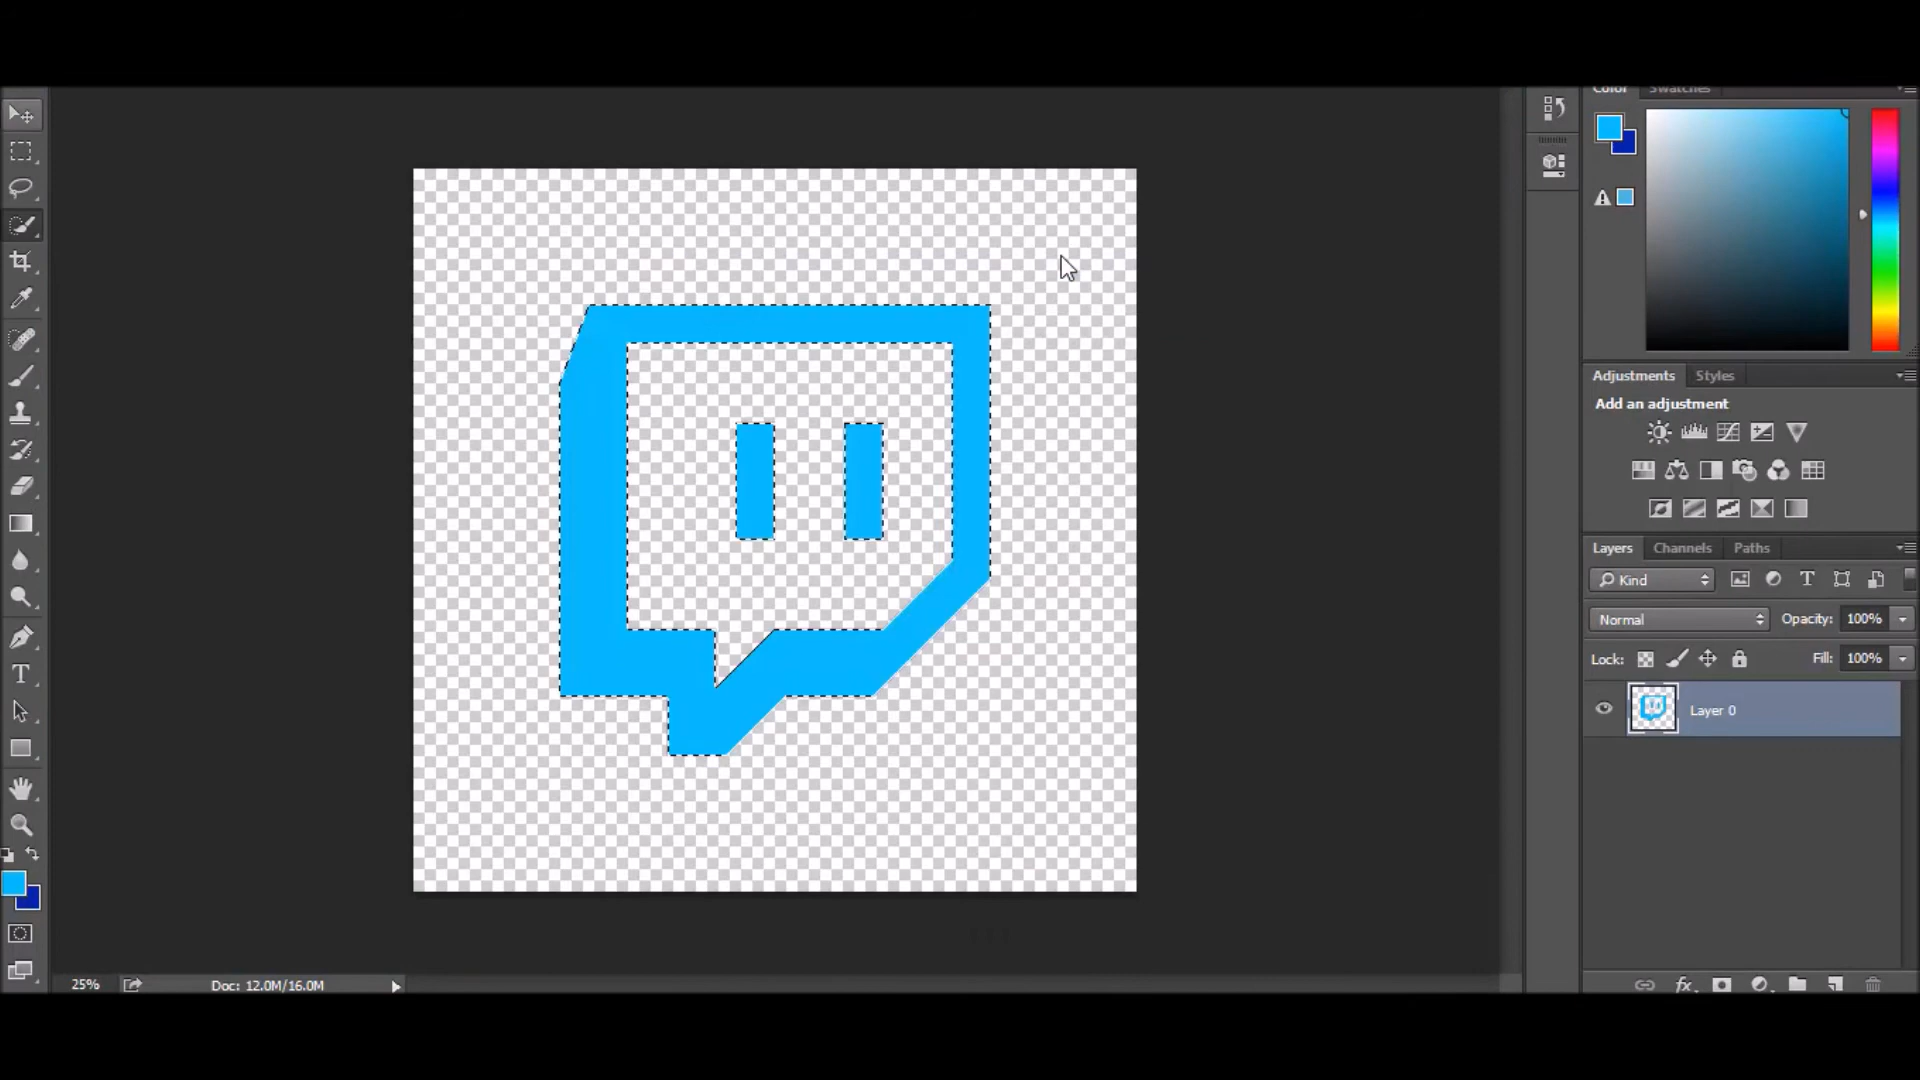 Color Swatches
Adjustments Styles
Add an adjustment
Layers Channels Paths
Kind
Normal Opacity: 100%
Lock: Fill: 100%
Layer 0
25% Doc: 12.0M/16.0M